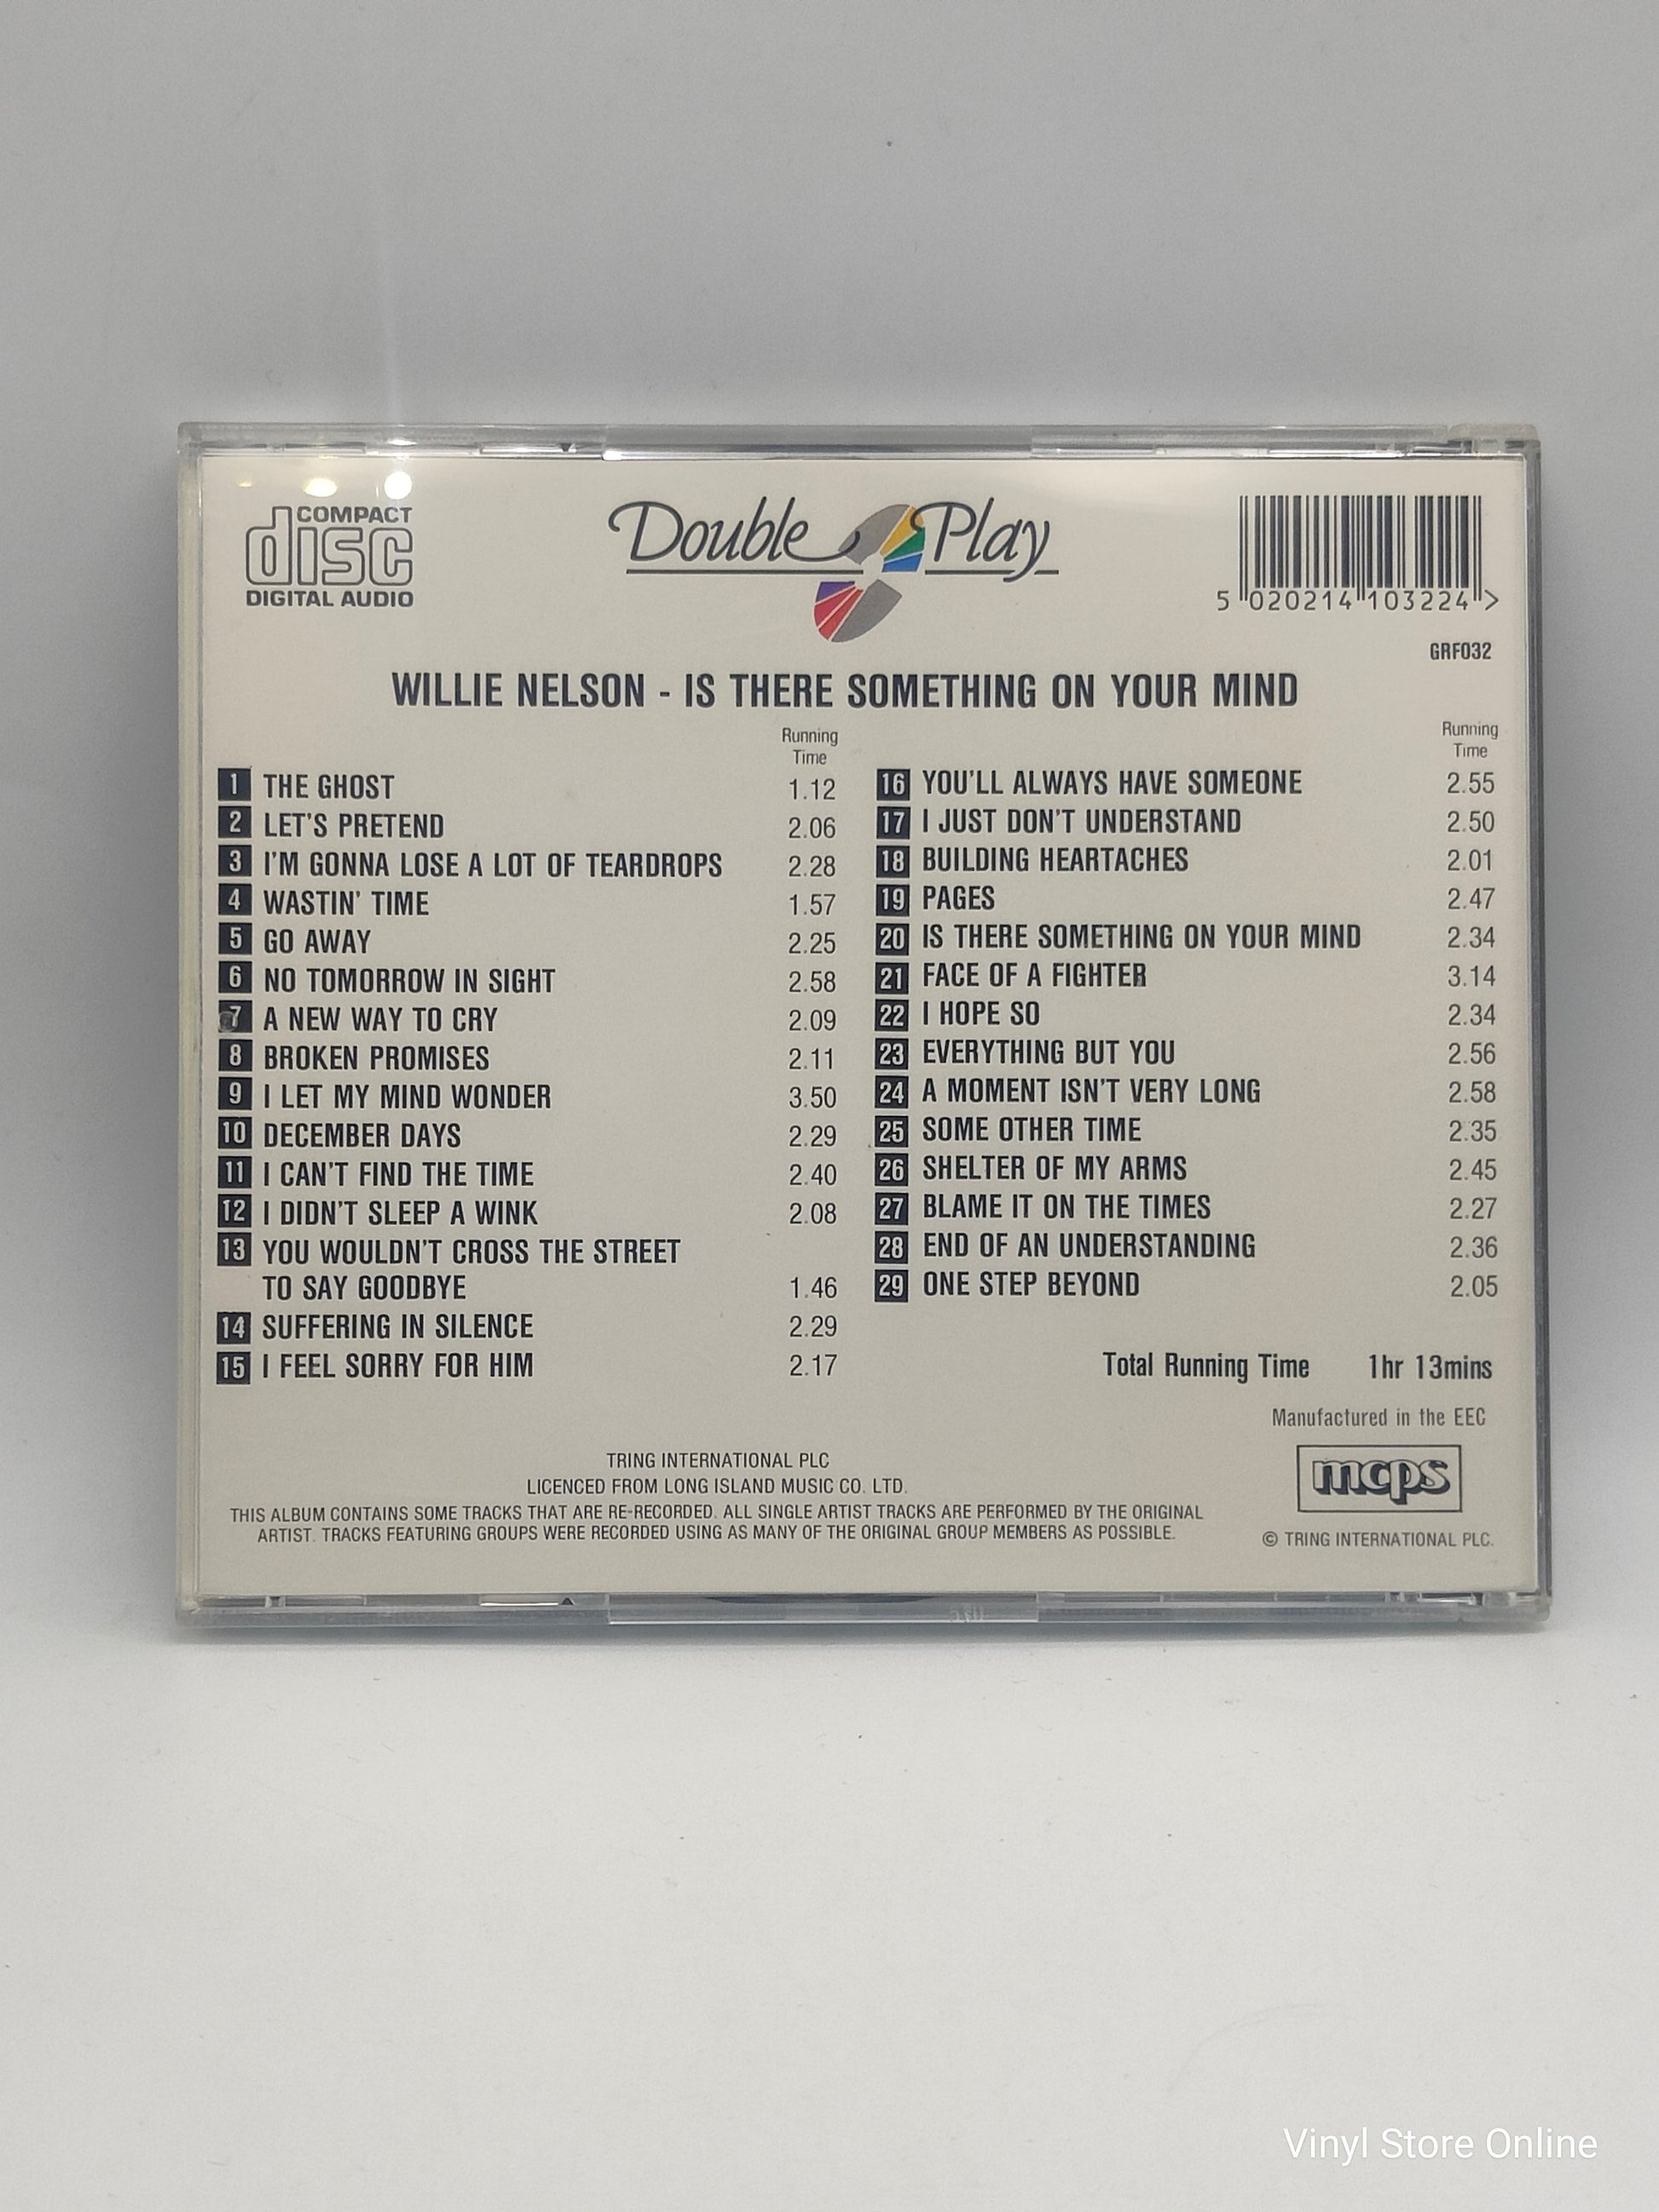 COMPACT
disc
DIGITAL AUDIO
Double Play
5 020214 103224 >
GRF032
WILLIE NELSON - IS THERE SOMETHING ON YOUR MIND
Running
Time
1 THE GHOST 1.12
2 LET'S PRETEND 2.06
3 I'M GONNA LOSE A LOT OF TEARDROPS 2.28
4 WASTIN' TIME 1.57
5 GO AWAY 2.25
6 NO TOMORROW IN SIGHT 2.58
7 A NEW WAY TO CRY 2.09
8 BROKEN PROMISES 2.11
9 I LET MY MIND WONDER 3.50
10 DECEMBER DAYS 2.29
11 I CAN'T FIND THE TIME 2.40
12 I DIDN'T SLEEP A WINK 2.08
13 YOU WOULDN'T CROSS THE STREET
TO SAY GOODBYE 1.46
14 SUFFERING IN SILENCE 2.29
15 I FEEL SORRY FOR HIM 2.17
Running
Time
16 YOU'LL ALWAYS HAVE SOMEONE 2.55
17 I JUST DON'T UNDERSTAND 2.50
18 BUILDING HEARTACHES 2.01
19 PAGES 2.47
20 IS THERE SOMETHING ON YOUR MIND 2.34
21 FACE OF A FIGHTER 3.14
22 I HOPE SO 2.34
23 EVERYTHING BUT YOU 2.56
24 A MOMENT ISN'T VERY LONG 2.58
25 SOME OTHER TIME 2.35
26 SHELTER OF MY ARMS 2.45
27 BLAME IT ON THE TIMES 2.27
28 END OF AN UNDERSTANDING 2.36
29 ONE STEP BEYOND 2.05
Total Running Time 1hr 13mins
Manufactured in the EEC
mcps
© TRING INTERNATIONAL PLC.
TRING INTERNATIONAL PLC
LICENCED FROM LONG ISLAND MUSIC CO. LTD.
THIS ALBUM CONTAINS SOME TRACKS THAT ARE RE-RECORDED. ALL SINGLE ARTIST TRACKS ARE PERFORMED BY THE ORIGINAL
ARTIST. TRACKS FEATURING GROUPS WERE RECORDED USING AS MANY OF THE ORIGINAL GROUP MEMBERS AS POSSIBLE.
Vinyl Store Online